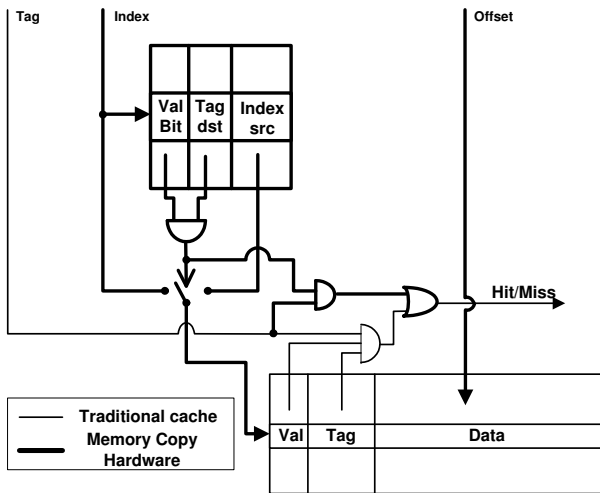 Tag
Index
Offset
Val
Bit
Tag
dst
Index
src
Hit/Miss
Val
Tag
Data
Traditional cache
Memory Copy
Hardware